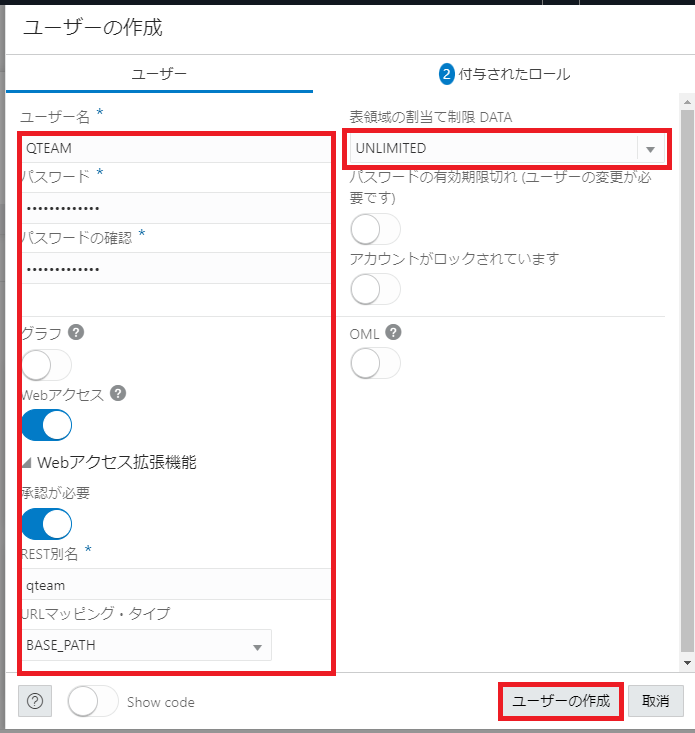 ユーザーの作成
ユーザー
2 付与されたロール
ユーザー名 *
QTEAM
パスワード *
•••••••••••••
パスワードの確認 *
•••••••••••••
表領域の割当て制限 DATA
UNLIMITED
パスワードの有効期限切れ (ユーザーの変更が必
要です)
アカウントがロックされています
グラフ ?
OML ?
Webアクセス ?
Webアクセス拡張機能
承認が必要
REST別名 *
qteam
URLマッピング・タイプ
BASE_PATH
? Show code
ユーザーの作成
取消